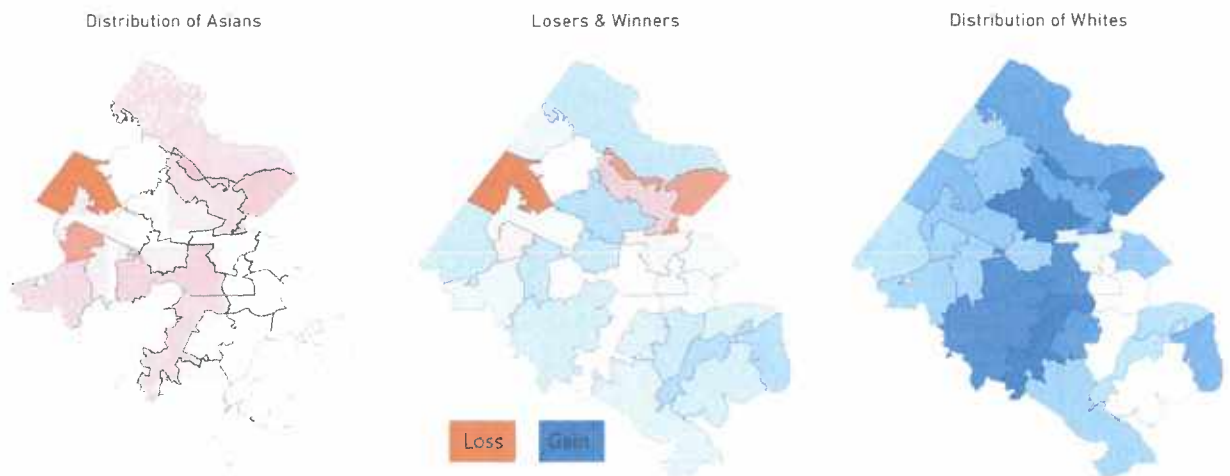 Distribution of Asians
Losers & Winners
Distribution of Whites
Loss
Gain